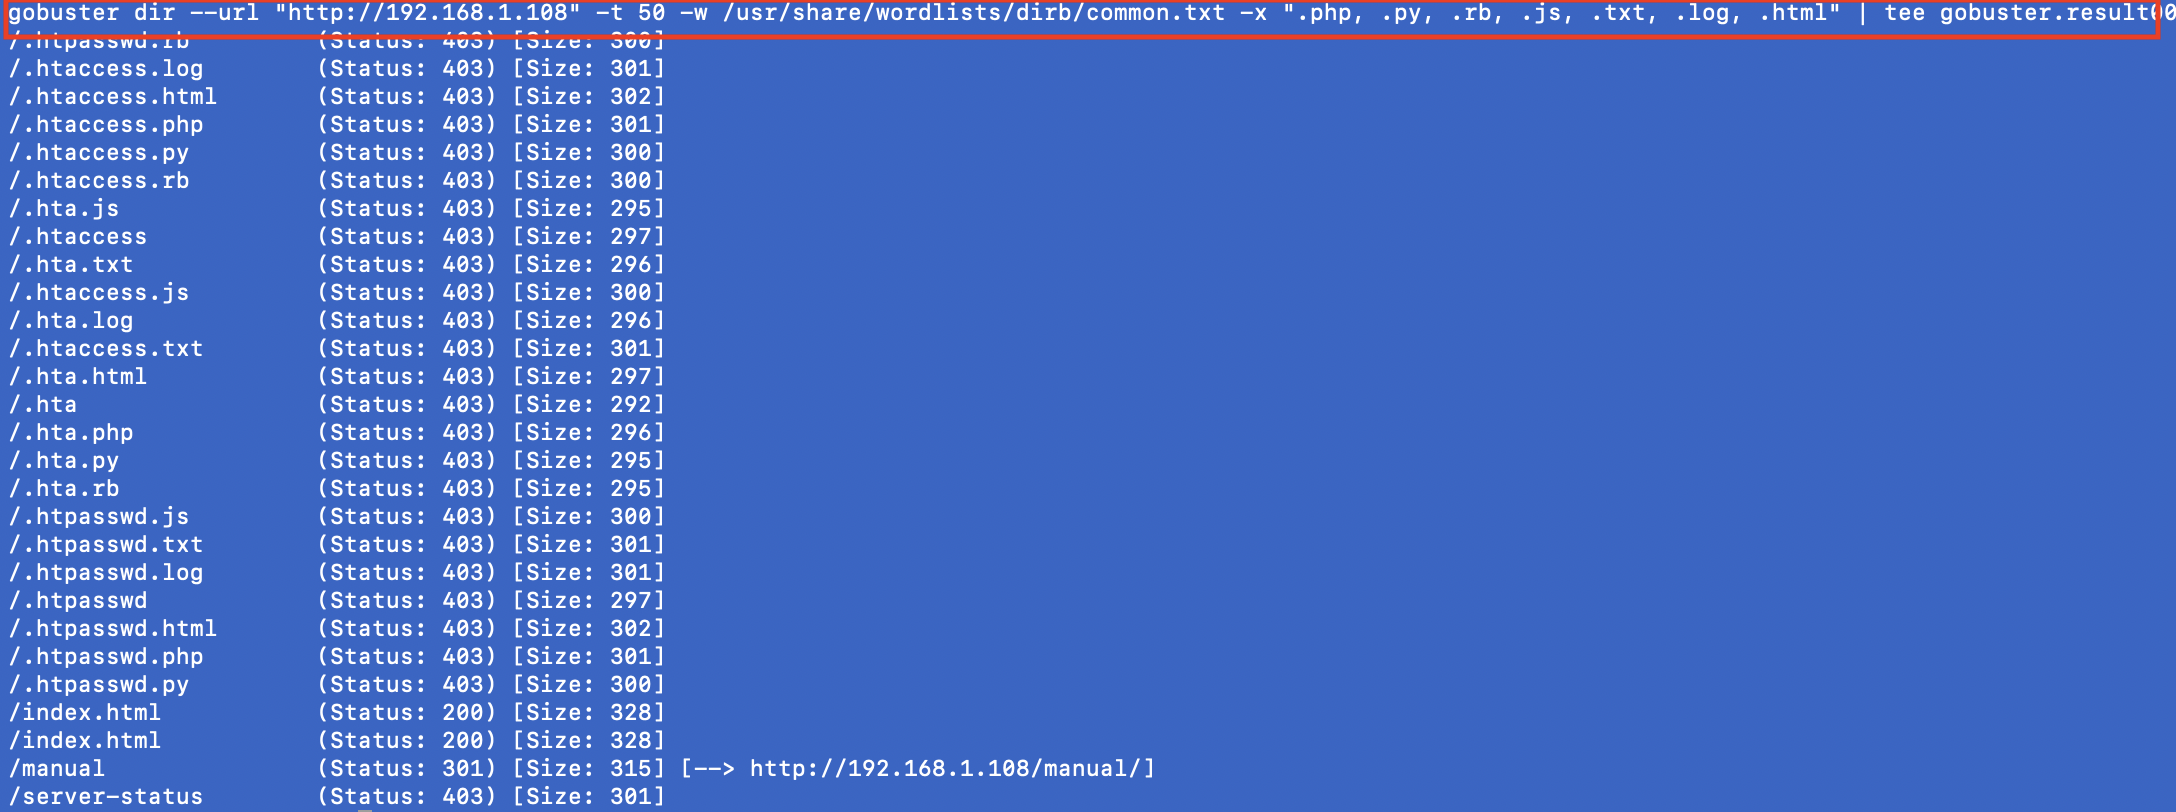 gobuster dir --url "http://192.168.1.108" -t 50 -w /usr/share/wordlists/dirb/common.txt -x ".php, .py, .rb, .js, .txt, .log, .html" | tee gobuster.result00
/.htpasswd.rb (Status: 403) [Size: 300]
/.htaccess.log (Status: 403) [Size: 301]
/.htaccess.html (Status: 403) [Size: 302]
/.htaccess.php (Status: 403) [Size: 301]
/.htaccess.py (Status: 403) [Size: 300]
/.htaccess.rb (Status: 403) [Size: 300]
/.hta.js (Status: 403) [Size: 295]
/.htaccess (Status: 403) [Size: 297]
/.hta.txt (Status: 403) [Size: 296]
/.htaccess.js (Status: 403) [Size: 300]
/.hta.log (Status: 403) [Size: 296]
/.htaccess.txt (Status: 403) [Size: 301]
/.hta.html (Status: 403) [Size: 297]
/.hta (Status: 403) [Size: 292]
/.hta.php (Status: 403) [Size: 296]
/.hta.py (Status: 403) [Size: 295]
/.hta.rb (Status: 403) [Size: 295]
/.htpasswd.js (Status: 403) [Size: 300]
/.htpasswd.txt (Status: 403) [Size: 301]
/.htpasswd.log (Status: 403) [Size: 301]
/.htpasswd (Status: 403) [Size: 297]
/.htpasswd.html (Status: 403) [Size: 302]
/.htpasswd.php (Status: 403) [Size: 301]
/.htpasswd.py (Status: 403) [Size: 300]
/index.html (Status: 200) [Size: 328]
/index.html (Status: 200) [Size: 328]
/manual (Status: 301) [Size: 315] [--> http://192.168.1.108/manual/]
/server-status (Status: 403) [Size: 301]